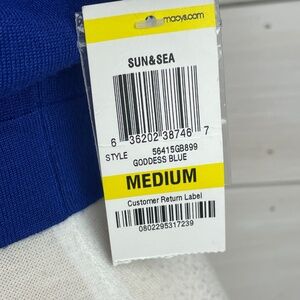 macys.com
SUN&SEA
6 36202 38746 7
STYLE 56415GB899
GODDESS BLUE
MEDIUM
Customer Return Label
0802295317239